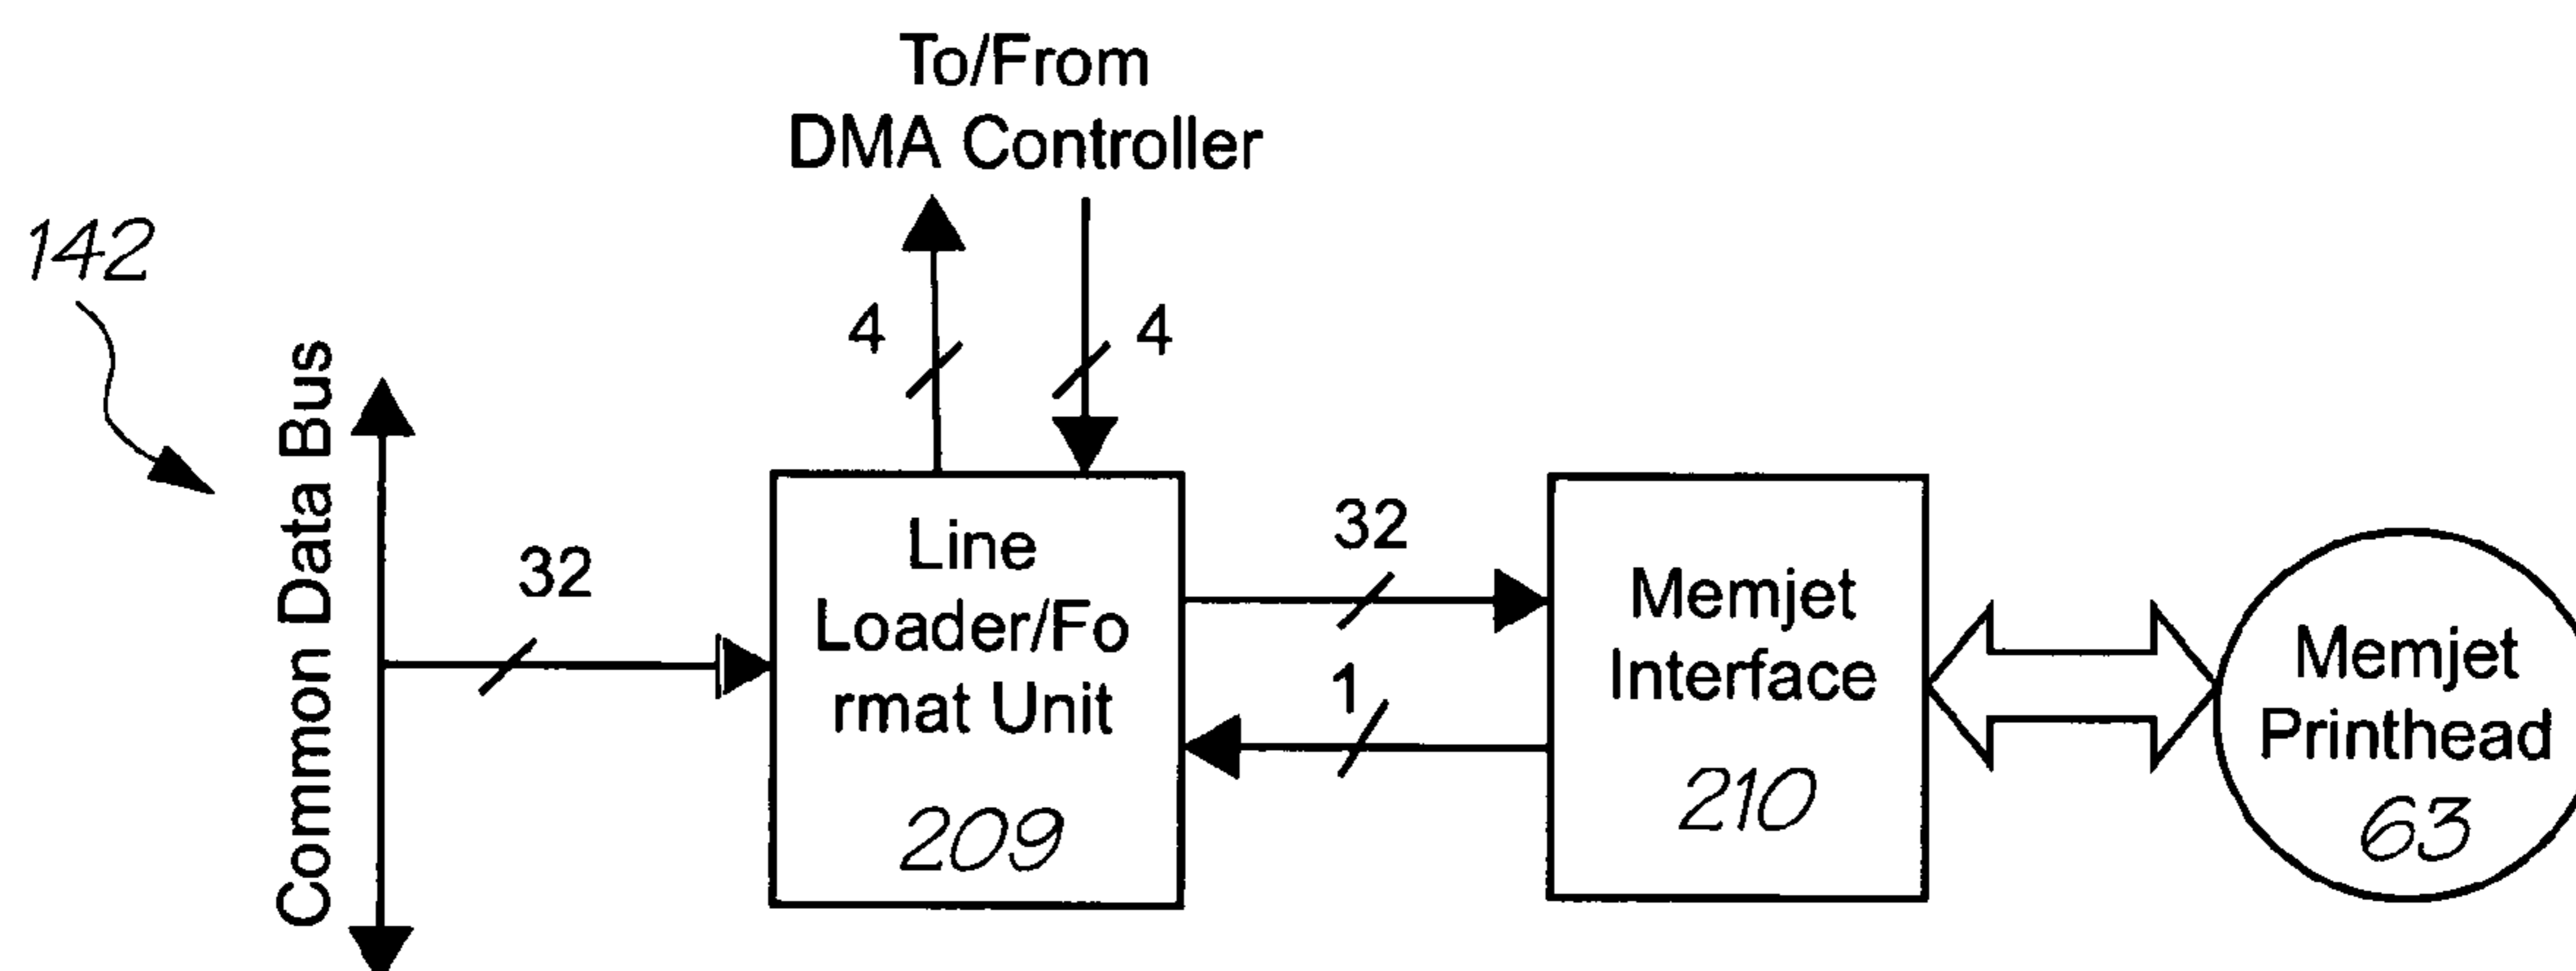 To/From
DMA Controller
142
4
4
Common Data Bus
32
Line
Loader/Fo
rmat Unit
209
32
1
Memjet
Interface
210
Memjet
Printhead
63